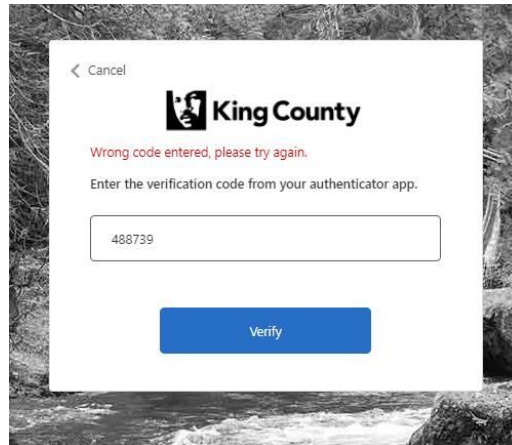 Cancel
King County
Wrong code entered, please try again.
Enter the verification code from your authenticator app.
488739
Verify